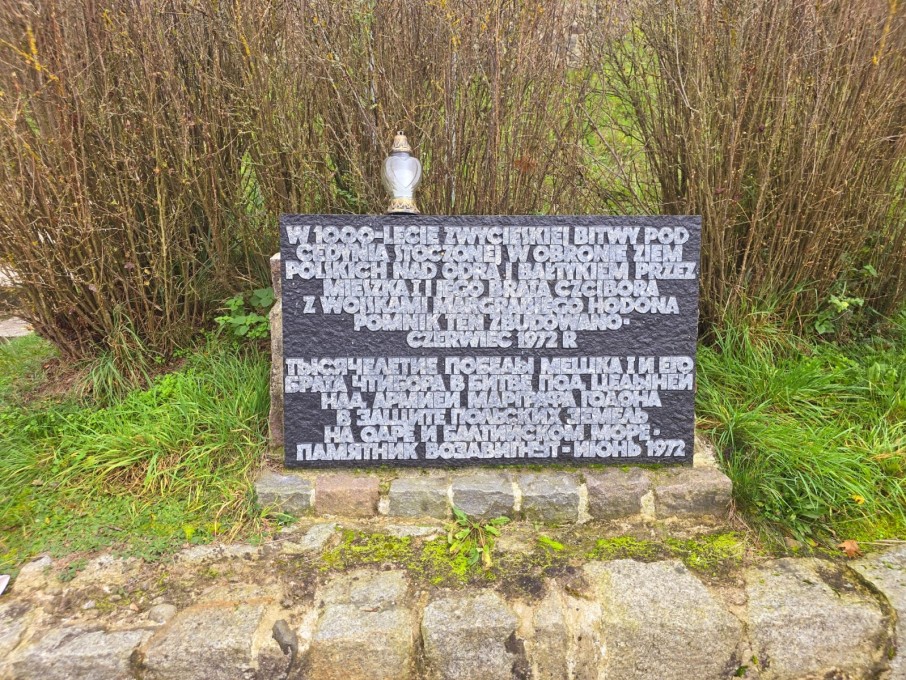 W 1000-LECIE ZWYCIĘSKIEJ BITWY POD
CEDYNIĄ STOCZONEJ W OBRONIE ZIEM
POLSKICH NAD ODRĄ I BAŁTYKIEM PRZEZ
MIESZKA I I JEGO BRATA CZCIBORA
Z WOJSKAMI MARGRABIEGO HODONA
POMNIK TEN ZBUDOWANO-
CZERWIEC 1972 R
ТЫСЯЧЕЛЕТИЕ ПОБЕДЫ МЕШКА I И ЕГО
БРАТА ЧТИБОРА В БИТВЕ ПОД ЦЕДЫНЕЙ
НАД АРМИЕЙ МАРГРАФА ГОДОНА
В ЗАЩИТЕ ПОЛЬСКИХ ЗЕМЕЛЬ
НА ОДРЕ И БАЛТИЙСКОМ МОРЕ-
ПАМЯТНИК ВОЗДВИГНУТ-ИЮНЬ 1972